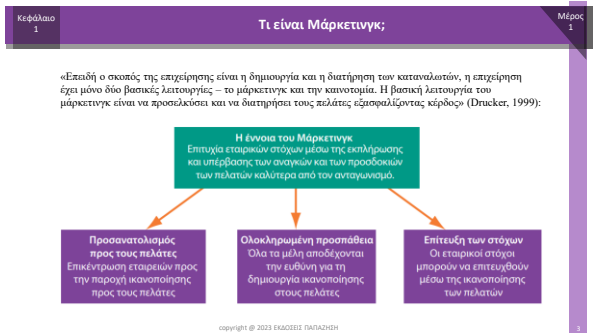 Κεφάλαιο
1
Τι είναι Μάρκετινγκ;
Μέρος
1
«Επειδή ο σκοπός της επιχείρησης είναι η δημιουργία και η διατήρηση των καταναλωτών, η επιχείρηση
έχει μόνο δύο βασικές λειτουργίες – το μάρκετινγκ και την καινοτομία. Η βασική λειτουργία του
μάρκετινγκ είναι να προσελκύσει και να διατηρήσει τους πελάτες εξασφαλίζοντας κέρδος» (Drucker, 1999):
Η έννοια του Μάρκετινγκ
Επιτυχία εταιρικών στόχων μέσω της εκπλήρωσης
και υπέρβασης των αναγκών και των προσδοκιών
των πελατών καλύτερα από τον ανταγωνισμό.
Προσανατολισμός
προς τους πελάτες
Επικέντρωση εταιρειών προς
την παροχή ικανοποίησης
προς τους πελάτες
Ολοκληρωμένη προσπάθεια
Όλα τα μέλη αποδέχονται
την ευθύνη για τη
δημιουργία ικανοποίησης
στους πελάτες
Επίτευξη των στόχων
Οι εταιρικοί στόχοι
μπορούν να επιτευχθούν
μέσω της ικανοποίησης
των πελατών
copyright @ 2023 ΕΚΔΟΣΕΙΣ ΠΑΠΑΖΗΣΗ
3